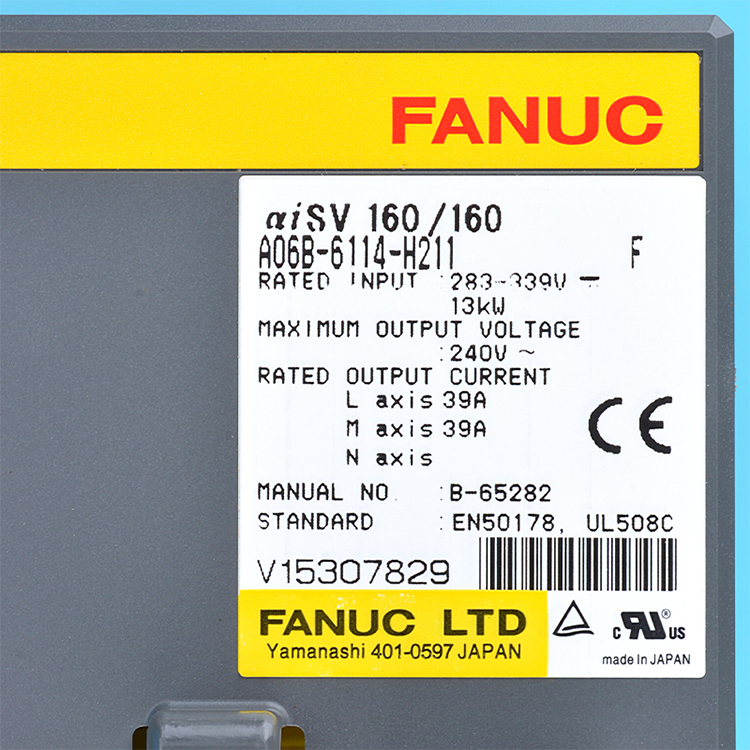 FANUC
αiSV 160/160
A06B-6114-H211 F
RATED INPUT : 283-339V ⎓
13kW
MAXIMUM OUTPUT VOLTAGE
: 240V ~
RATED OUTPUT CURRENT
L axis 39A
M axis 39A
N axis
MANUAL NO. : B-65282
STANDARD : EN50178, UL508C
CE
V15307829
FANUC LTD
Yamanashi 401-0597 JAPAN
c RU ® US
made in JAPAN